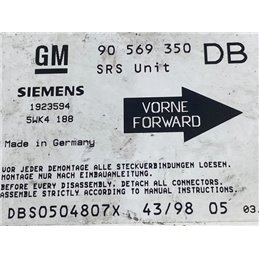 GM 90 569 350 DB
SRS Unit
SIEMENS
1923594
5WK4 188
VORNE
FORWARD
Made in Germany
VOR JEDER DEMONTAGE ALLE STECKVERBINDUNGEN LOESEN.
MONTAGE NUR NACH EINBAUANLEITUNG.
BEFORE EVERY DISASSEMBLY, DETACH ALL CONNECTORS.
ASSEMBLE STRICTLY ACCORDING TO MANUAL INSTRUCTIONS.
DBS0504807X 43/98 05 03.